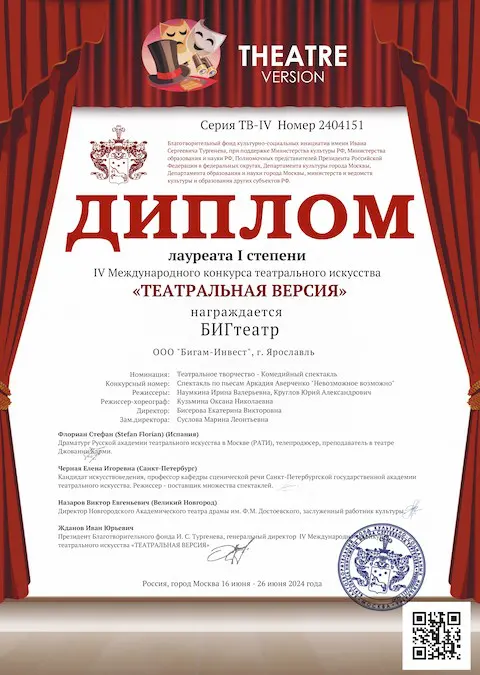 THEATRE
VERSION
Серия ТВ-IV Номер 2404151
Благотворительный фонд культурно-социальных инициатив имени Ивана
Сергеевича Тургенева, при поддержке Министерства культуры РФ, Министерства
образования и науки РФ, Полномочных представителей Президента Российской
Федерации в федеральных округах, Департамента культуры города Москвы,
Департамента образования и науки города Москвы, министерств и ведомств
культуры и образования других субъектов РФ.
ДИПЛОМ
лауреата I степени
IV Международного конкурса театрального искусства
«ТЕАТРАЛЬНАЯ ВЕРСИЯ»
награждается
БИГтеатр
ООО "Бигам-Инвест", г. Ярославль
Номинация: Театральное творчество - Комедийный спектакль
Конкурсный номер: Спектакль по пьесам Аркадия Аверченко "Невозможное возможно"
Режиссеры: Наумкина Ирина Валерьевна, Круглов Юрий Александрович
Режиссер-хореограф: Кузьмина Оксана Николаевна
Директор: Бисерова Екатерина Викторовна
Зам.директора: Суслова Марина Леонтьевна
Флориан Стефан (Stefan Florian) (Испания)
Драматург Русской академии театрального искусства в Москве (РАТИ), телепродюсер, преподаватель в театре
Джованни Карми.
Черная Елена Игоревна (Санкт-Петербург)
Кандидат искусствоведения, профессор кафедры сценической речи Санкт-Петербургской государственной академии
театрального искусства. Режиссер - поставщик множества спектаклей.
Назаров Виктор Евгеньевич (Великий Новгород)
Директор Новгородского Академического театра драмы им. Ф.М. Достоевского, заслуженный работник культуры
Жданов Иван Юрьевич
Президент Благотворительного фонда И. С. Тургенева, генеральный директор IV
театрального искусства «ТЕАТРАЛЬНАЯ ВЕРСИЯ»
Россия, город Москва 16 июня - 26 июня 2024 года